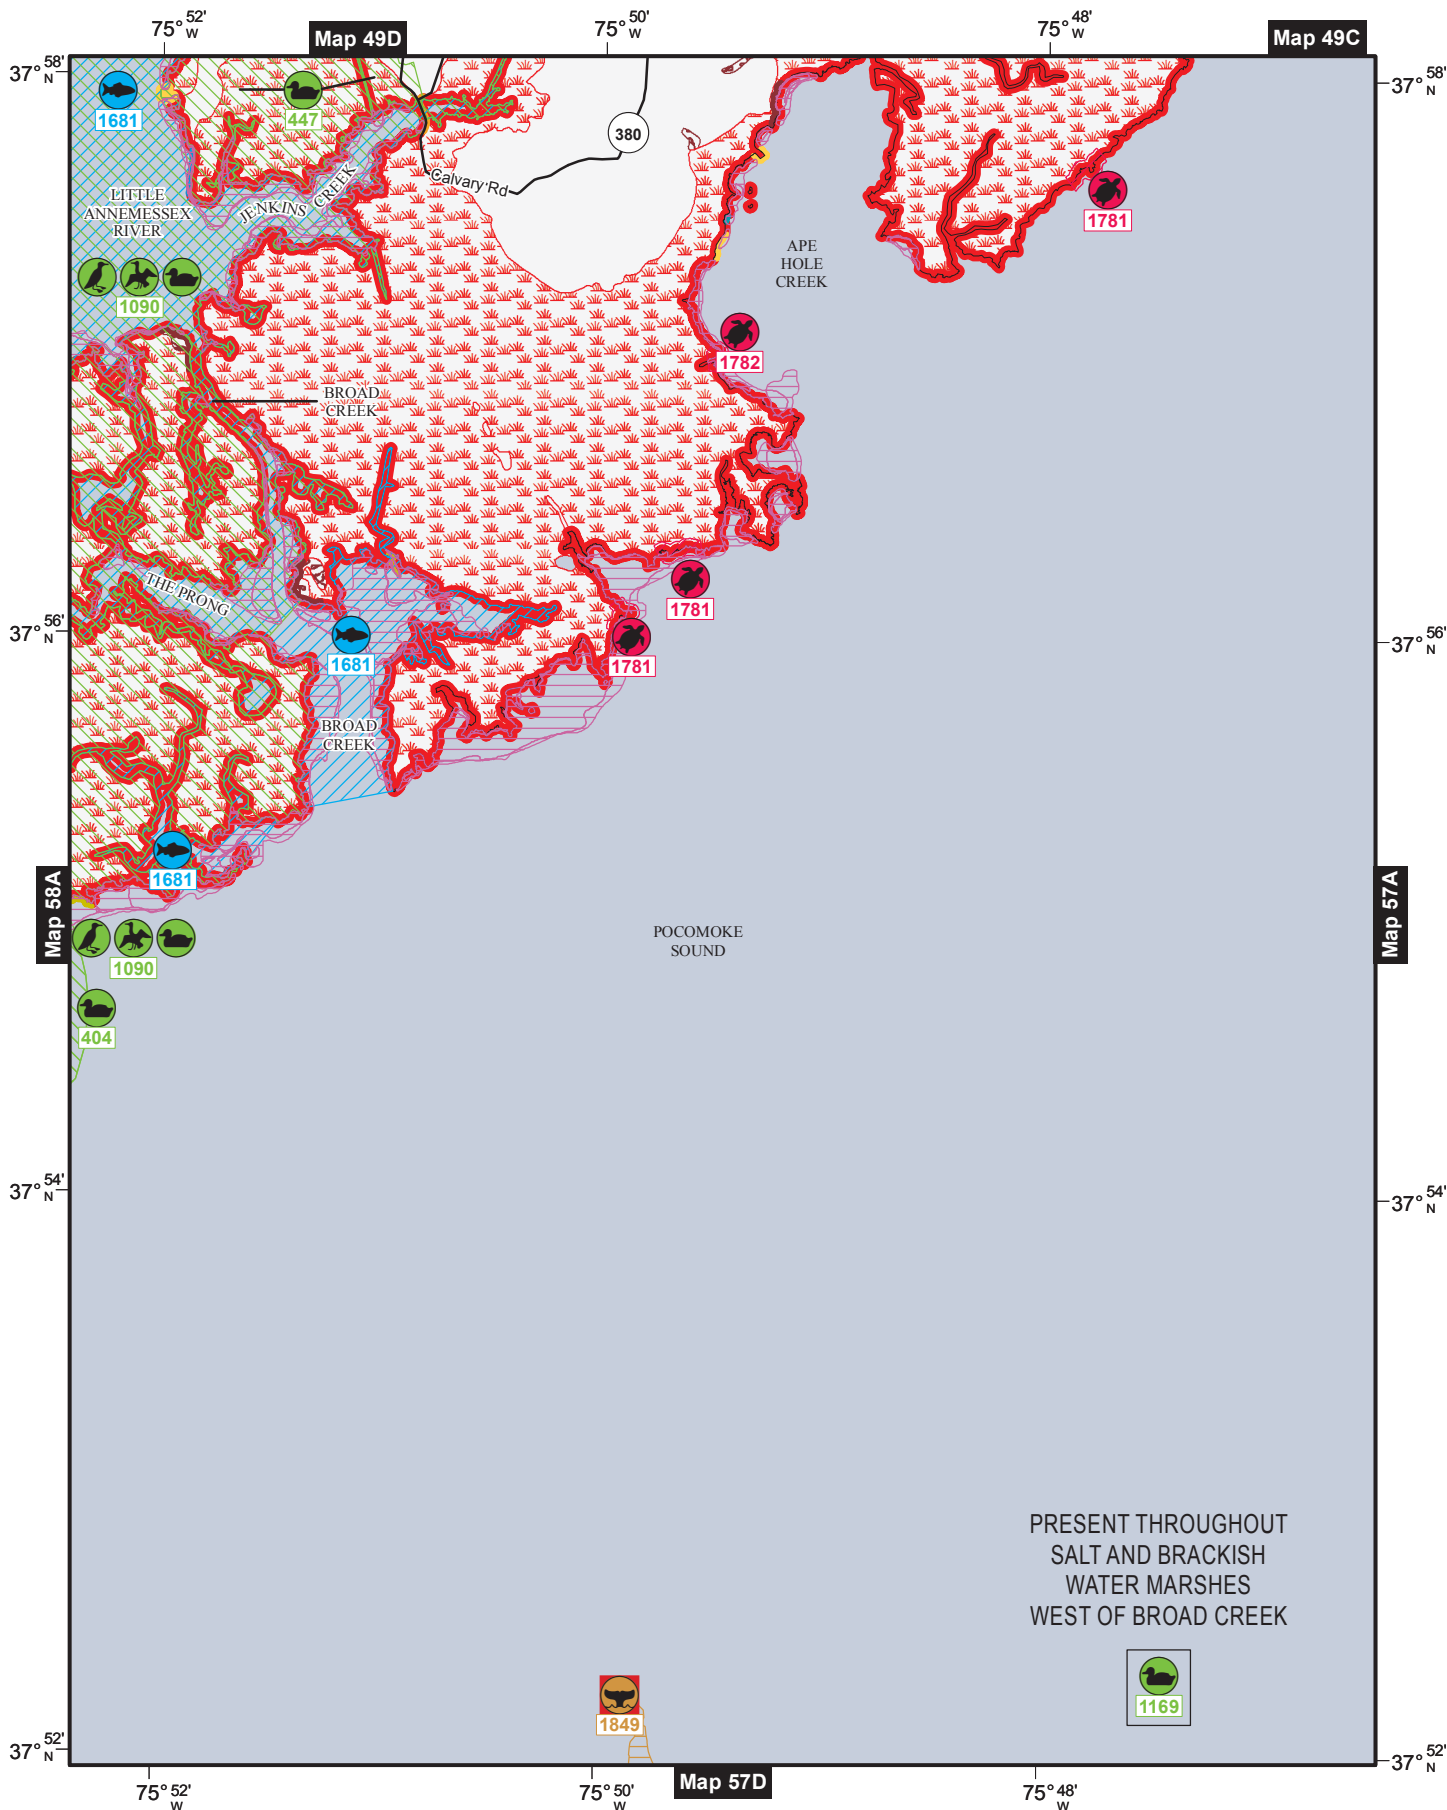 75° 52' W
75° 50' W
75° 48' W
Map 49D
Map 49C
37° 58' N
37° 58' N
1681
447
380
Calvary Rd
LITTLE
ANNEMESSEX
RIVER
JENKINS CREEK
1781
APE
HOLE
CREEK
1090
1782
BROAD
CREEK
THE PRONG
1781
37° 56' N
37° 56' N
1681
1781
BROAD
CREEK
1681
Map 58A
Map 57A
POCOMOKE
SOUND
1090
404
37° 54' N
37° 54' N
PRESENT THROUGHOUT
SALT AND BRACKISH
WATER MARSHES
WEST OF BROAD CREEK
1849
1169
37° 52' N
37° 52' N
75° 52' W
75° 50' W
Map 57D
75° 48' W